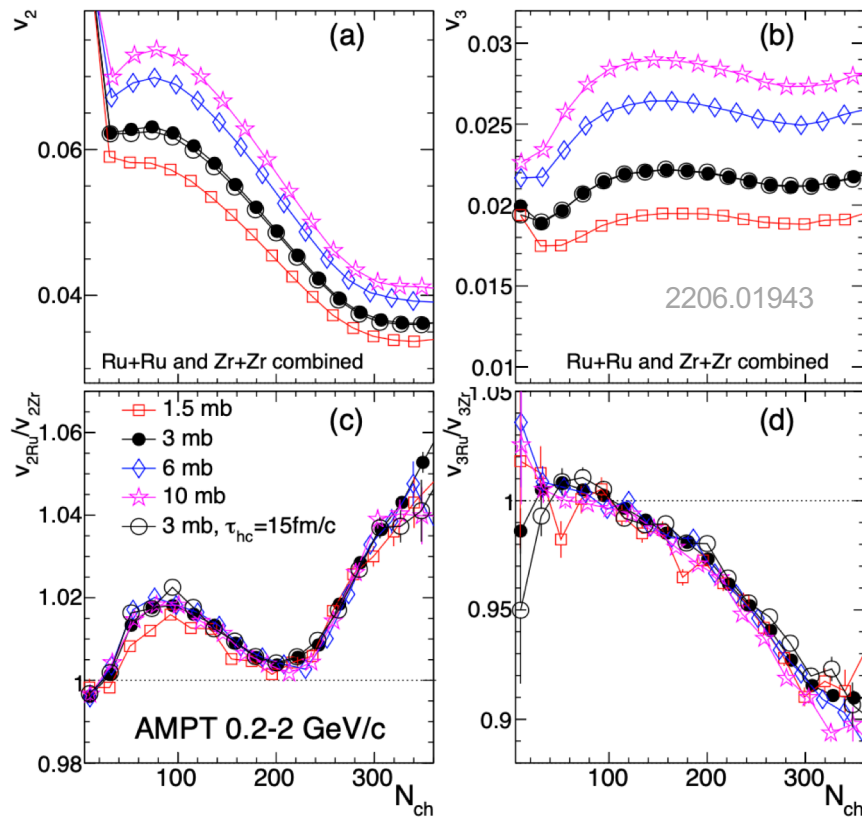 v2
(a)
0.06
0.04
Ru+Ru and Zr+Zr combined
v3
(b)
0.03
0.025
0.02
0.015
0.01
2206.01943
Ru+Ru and Zr+Zr combined
v2Ru/v2Zr
(c)
1.06
1.04
1.02
1
0.98
1.5 mb
3 mb
6 mb
10 mb
3 mb, τhc=15fm/c
AMPT 0.2-2 GeV/c
100
200
300
Nch
v3Ru/v3Zr
(d)
1.05
1
0.95
0.9
100
200
300
Nch